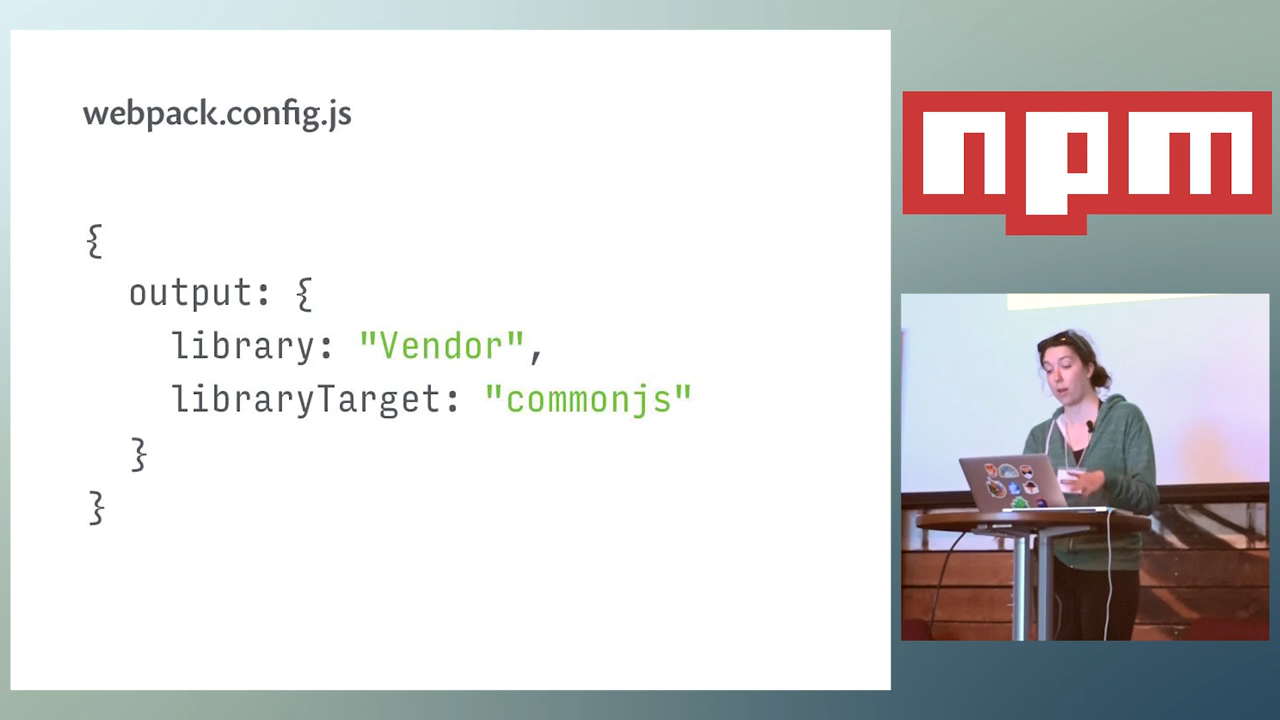 webpack.config.js
{
  output: {
    library: "Vendor",
    libraryTarget: "commonjs"
  }
}
npm